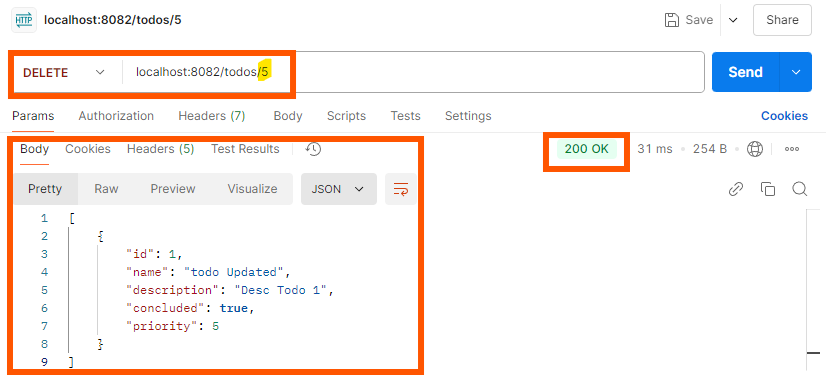 HTTP localhost:8082/todos/5 Save Share
DELETE localhost:8082/todos/5 Send
Params Authorization Headers (7) Body Scripts Tests Settings Cookies
Body Cookies Headers (5) Test Results 200 OK 31 ms 254 B
Pretty Raw Preview Visualize JSON
1 [
2 {
3 "id": 1,
4 "name": "todo Updated",
5 "description": "Desc Todo 1",
6 "concluded": true,
7 "priority": 5
8 }
9 ]